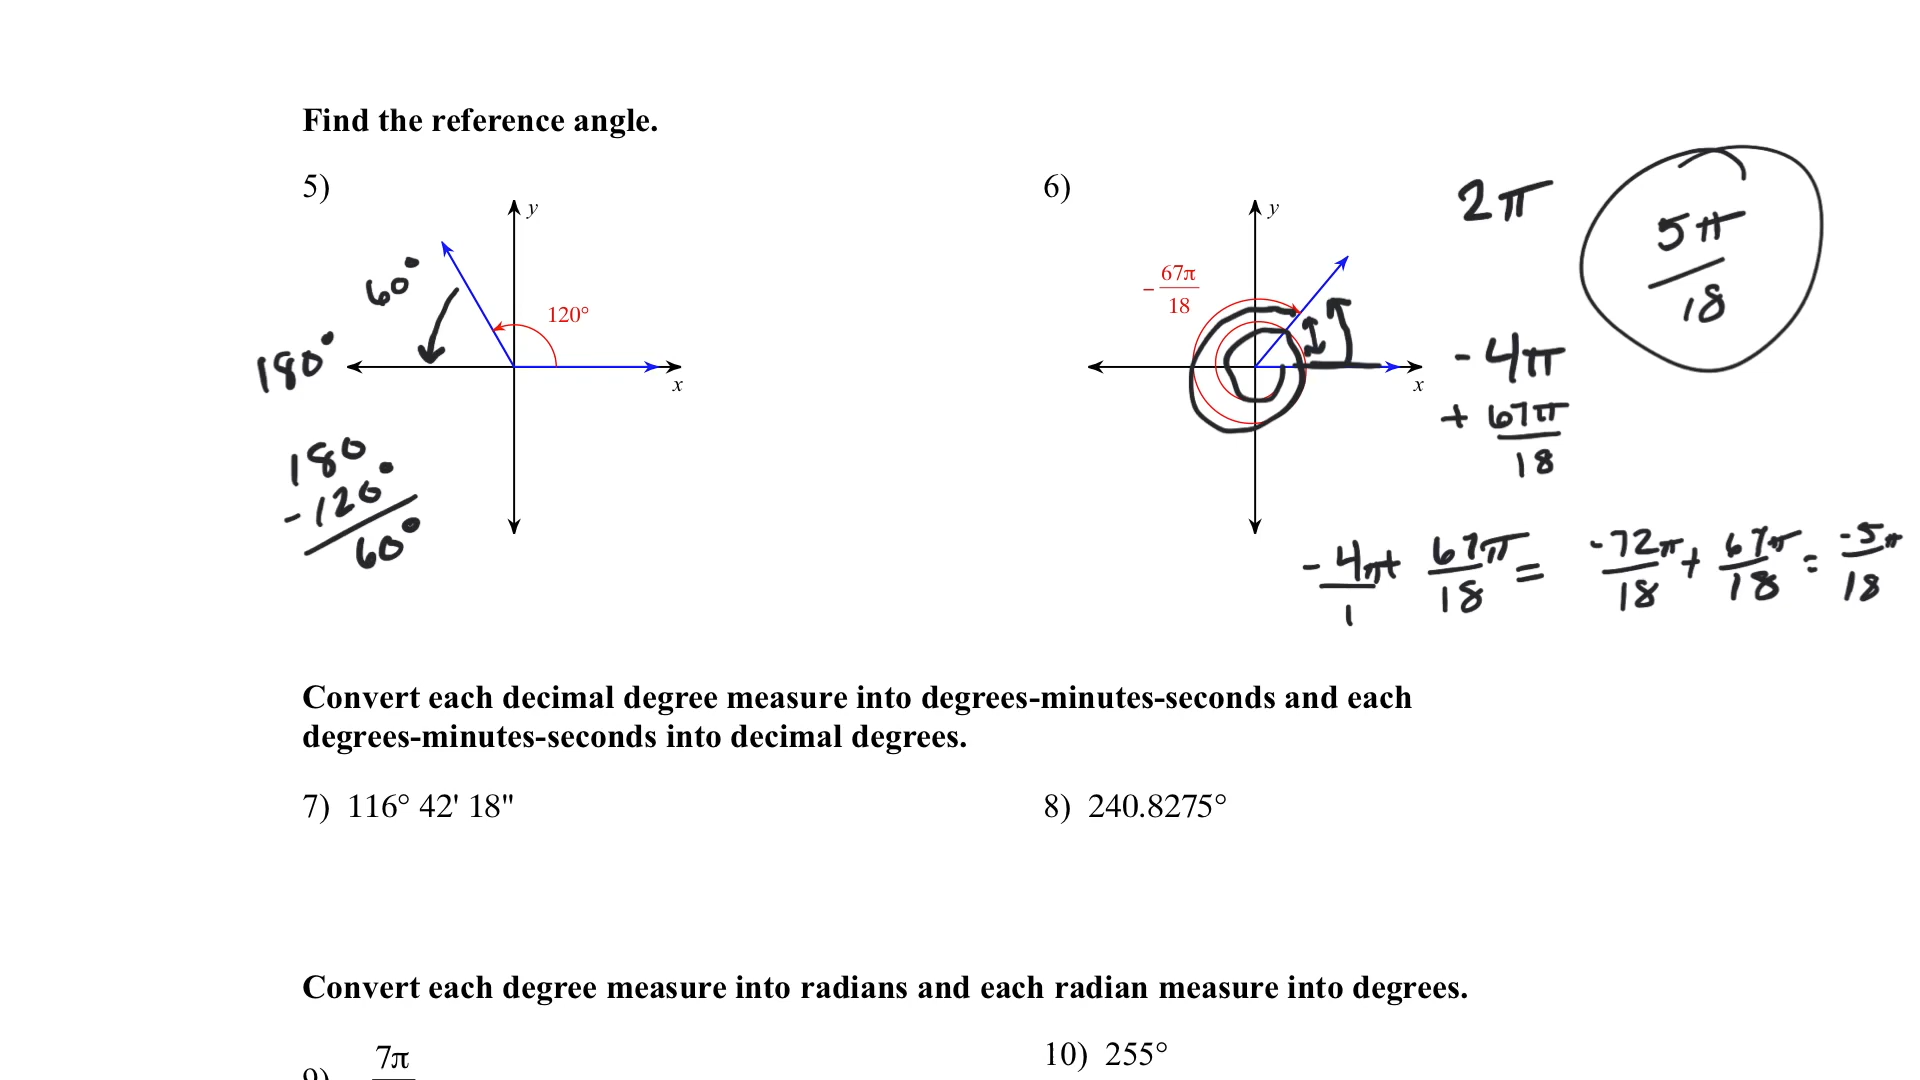 Find the reference angle.
5)
y
x
120°
60°
180°
180
-120°
60°
6)
y
x
-67π/18
2π
5π/18
-4π
+ 67π/18
-4π/1 + 67π/18 = -72π/18 + 67π/18 = -5π/18
Convert each decimal degree measure into degrees-minutes-seconds and each
degrees-minutes-seconds into decimal degrees.
7) 116° 42' 18"
8) 240.8275°
Convert each degree measure into radians and each radian measure into degrees.
9) 7π
10) 255°